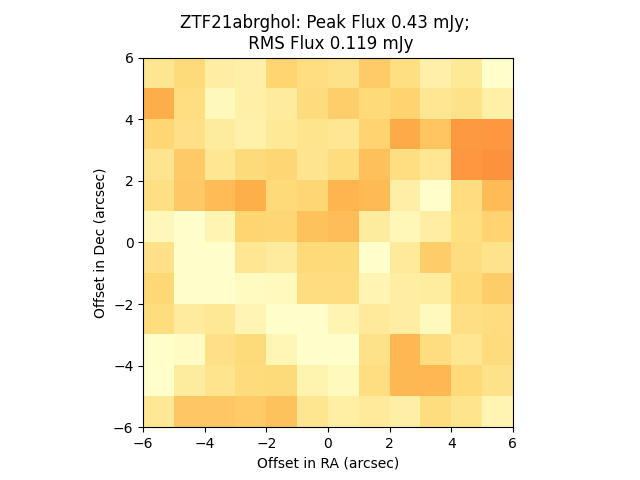 ZTF21abrghol: Peak Flux 0.43 mJy;
RMS Flux 0.119 mJy
6
4
2
0
−2
−4
−6
Offset in Dec (arcsec)
−6 −4 −2 0 2 4 6
Offset in RA (arcsec)